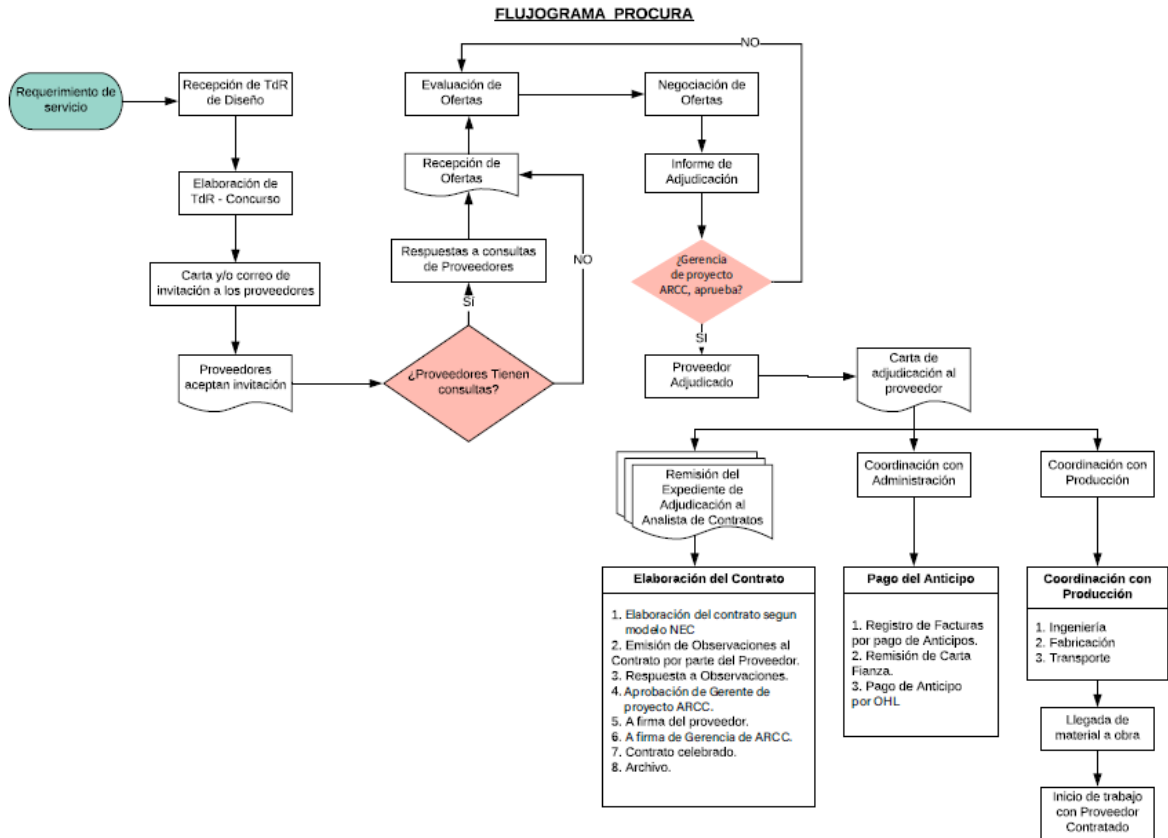 FLUJOGRAMA PROCURA
Requerimiento de
servicio
Recepción de TdR
de Diseño
Elaboración de
TdR - Concurso
Carta y/o correo de
invitación a los proveedores
Proveedores
aceptan invitación
¿Proveedores Tienen
consultas?
SÍ
NO
Respuestas a consultas
de Proveedores
Recepción de
Ofertas
Evaluación de
Ofertas
Negociación de
Ofertas
Informe de
Adjudicación
¿Gerencia
de proyecto
ARCC, aprueba?
NO
SI
Proveedor
Adjudicado
Carta de
adjudicación al
proveedor
Remisión del
Expediente de
Adjudicación al
Analista de Contratos
Coordinación con
Administración
Coordinación con
Producción
Elaboración del Contrato
1. Elaboración del contrato segun
modelo NEC
2. Emisión de Observaciones al
Contrato por parte del Proveedor.
3. Respuesta a Observaciones.
4. Aprobación de Gerente de
proyecto ARCC.
5. A firma del proveedor.
6. A firma de Gerencia de ARCC.
7. Contrato celebrado.
8. Archivo.
Pago del Anticipo
1. Registro de Facturas
por pago de Anticipos.
2. Remisión de Carta
Fianza.
3. Pago de Anticipo
por OHL
Coordinación con
Producción
1. Ingeniería
2. Fabricación
3. Transporte
Llegada de
material a obra
Inicio de trabajo
con Proveedor
Contratado